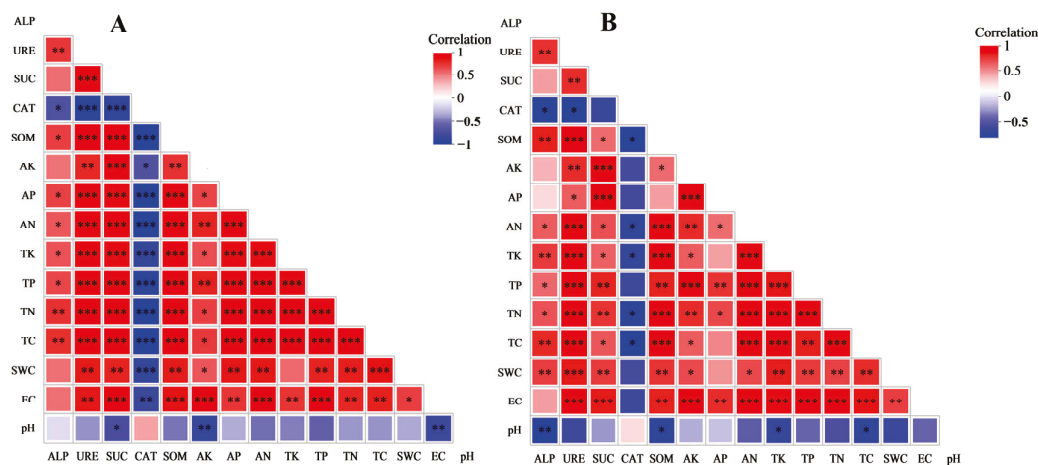 A
Correlation
1
0.5
0
−0.5
−1
ALP
URE **
SUC ***
CAT * *** ***
SOM * *** *** ***
AK ** *** * **
AP * *** *** *** *** *
AN * *** *** *** *** ** ***
TK * *** *** *** *** * *** ***
TP * *** *** *** *** ** *** *** ***
TN ** *** *** *** *** * *** *** *** ***
TC ** *** *** *** *** * *** *** *** *** ***
SWC ** ** *** ** * ** ** ** ** ***
EC ** *** ** *** *** ** *** ** *** ** ** *
pH * ** **
ALP URE SUC CAT SOM AK AP AN TK TP TN TC SWC EC pH
B
Correlation
1
0.5
0
−0.5
ALP
URE **
SUC **
CAT * *
SOM ** *** * *
AK ** *** *
AP * *** ***
AN * *** * * *** ** *
TK ** *** * * *** * ***
TP * *** ** ** *** ** *** ***
TN * *** ** * *** ** * *** *** ***
TC ** *** * * *** * *** *** ** ***
SWC ** *** ** ** * * ** ** ** **
EC *** *** ** *** ** *** *** *** *** **
pH ** * * *
ALP URE SUC CAT SOM AK AP AN TK TP TN TC SWC EC pH